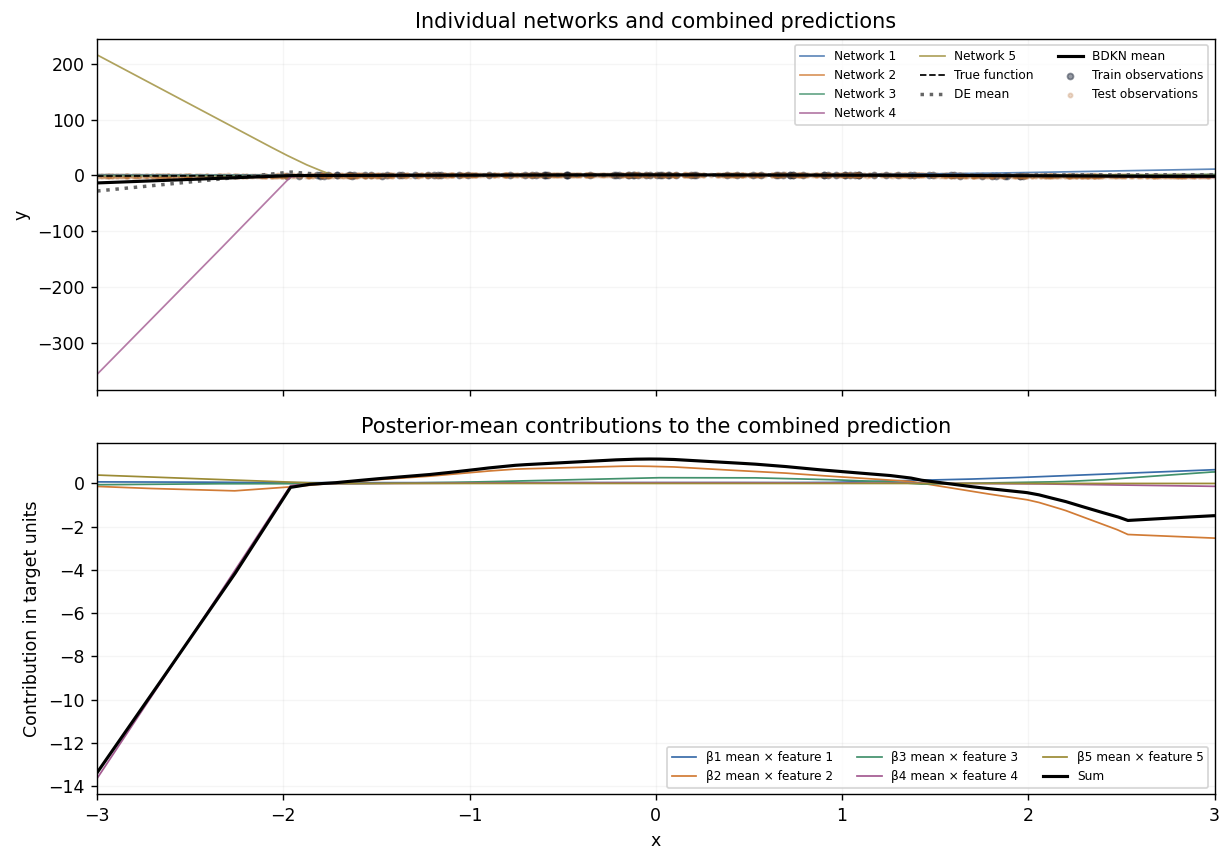 Individual networks and combined predictions
200
100
0
−100
−200
−300
y
Network 1
Network 2
Network 3
Network 4
Network 5
True function
DE mean
BDKN mean
Train observations
Test observations
Posterior-mean contributions to the combined prediction
0
−2
−4
−6
−8
−10
−12
−14
Contribution in target units
β1 mean × feature 1
β2 mean × feature 2
β3 mean × feature 3
β4 mean × feature 4
β5 mean × feature 5
Sum
−3
−2
−1
0
1
2
3
x